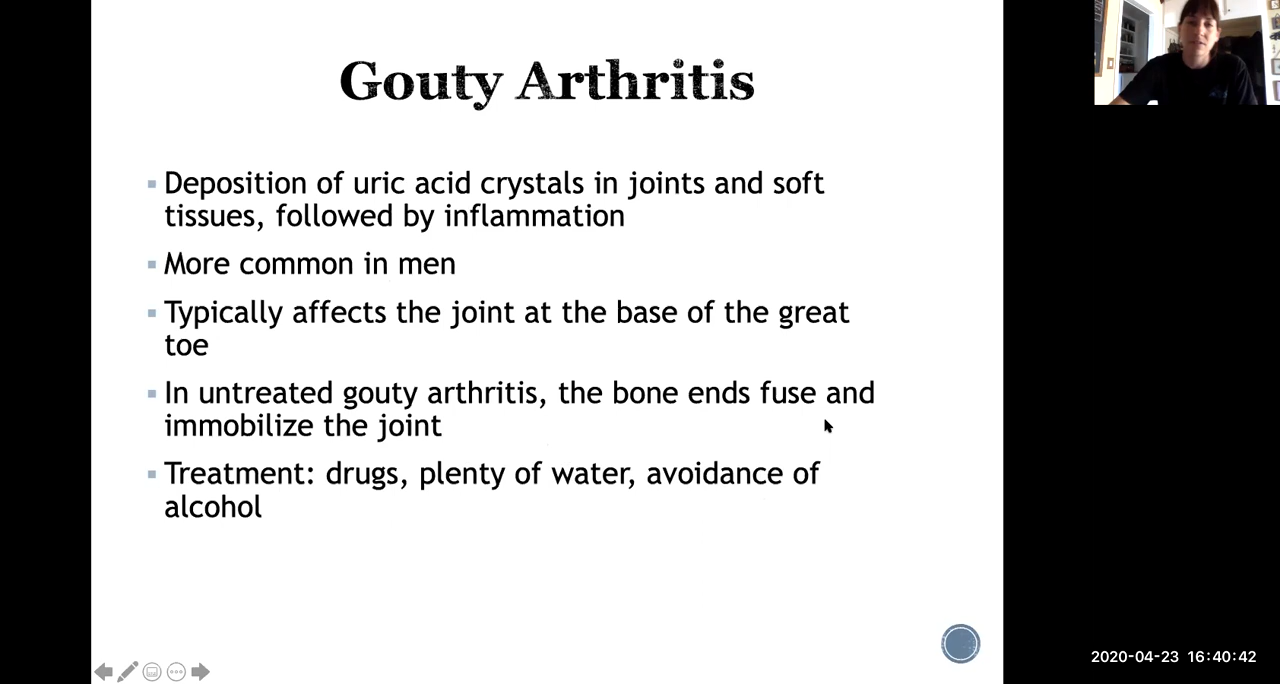 Gouty Arthritis
▪ Deposition of uric acid crystals in joints and soft
tissues, followed by inflammation
▪ More common in men
▪ Typically affects the joint at the base of the great
toe
▪ In untreated gouty arthritis, the bone ends fuse and
immobilize the joint
▪ Treatment: drugs, plenty of water, avoidance of
alcohol
2020-04-23 16:40:42